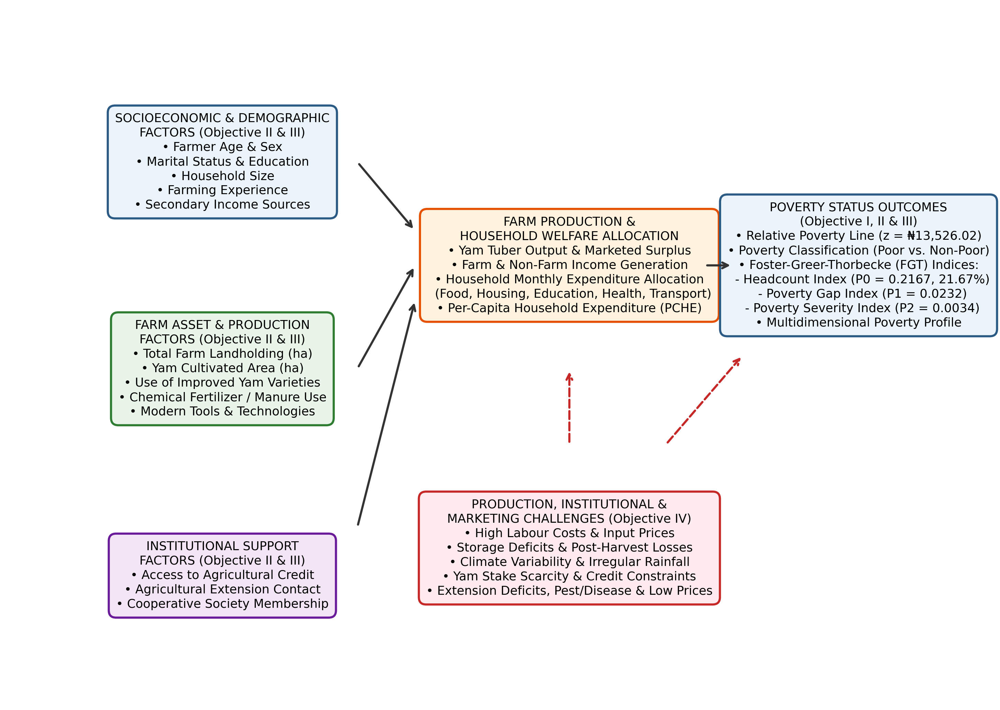 SOCIOECONOMIC & DEMOGRAPHIC
FACTORS (Objective II & III)
• Farmer Age & Sex
• Marital Status & Education
• Household Size
• Farming Experience
• Secondary Income Sources
FARM ASSET & PRODUCTION
FACTORS (Objective II & III)
• Total Farm Landholding (ha)
• Yam Cultivated Area (ha)
• Use of Improved Yam Varieties
• Chemical Fertilizer / Manure Use
• Modern Tools & Technologies
INSTITUTIONAL SUPPORT
FACTORS (Objective II & III)
• Access to Agricultural Credit
• Agricultural Extension Contact
• Cooperative Society Membership
FARM PRODUCTION &
HOUSEHOLD WELFARE ALLOCATION
• Yam Tuber Output & Marketed Surplus
• Farm & Non-Farm Income Generation
• Household Monthly Expenditure Allocation
(Food, Housing, Education, Health, Transport)
• Per-Capita Household Expenditure (PCHE)
POVERTY STATUS OUTCOMES
(Objective I, II & III)
• Relative Poverty Line (z = ₦13,526.02)
• Poverty Classification (Poor vs. Non-Poor)
• Foster-Greer-Thorbecke (FGT) Indices:
- Headcount Index (P0 = 0.2167, 21.67%)
- Poverty Gap Index (P1 = 0.0232)
- Poverty Severity Index (P2 = 0.0034)
• Multidimensional Poverty Profile
PRODUCTION, INSTITUTIONAL &
MARKETING CHALLENGES (Objective IV)
• High Labour Costs & Input Prices
• Storage Deficits & Post-Harvest Losses
• Climate Variability & Irregular Rainfall
• Yam Stake Scarcity & Credit Constraints
• Extension Deficits, Pest/Disease & Low Prices